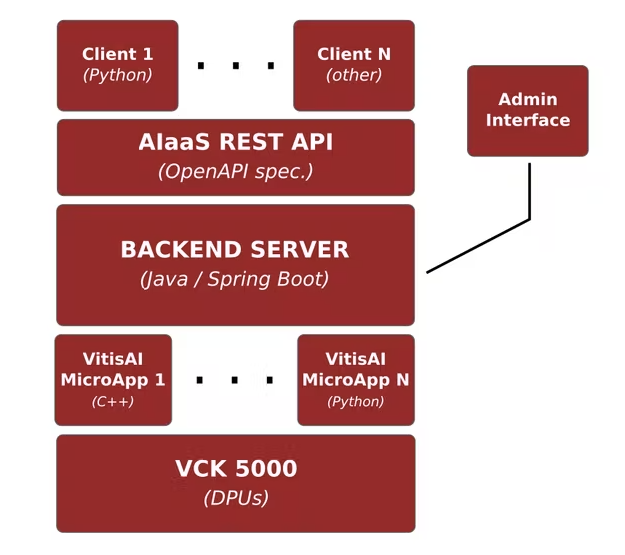 Client 1
(Python)
Client N
(other)
Admin
Interface
AIaaS REST API
(OpenAPI spec.)
BACKEND SERVER
(Java / Spring Boot)
VitisAI
MicroApp 1
(C++)
VitisAI
MicroApp N
(Python)
VCK 5000
(DPUs)